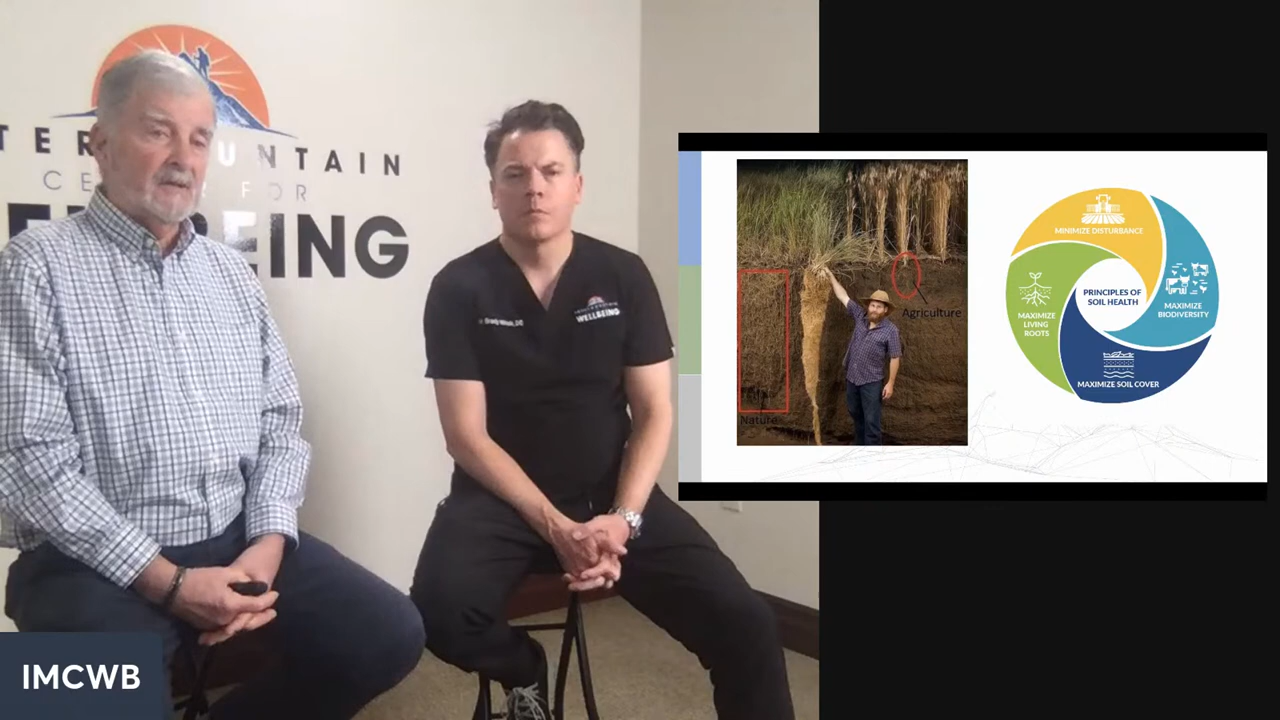 TER UNTAIN
CE FOR
BEING
WELLBEING
Agriculture
Nature
MINIMIZE DISTURBANCE
PRINCIPLES OF
SOIL HEALTH
MAXIMIZE
BIODIVERSITY
MAXIMIZE
LIVING
ROOTS
MAXIMIZE SOIL COVER
IMCWB